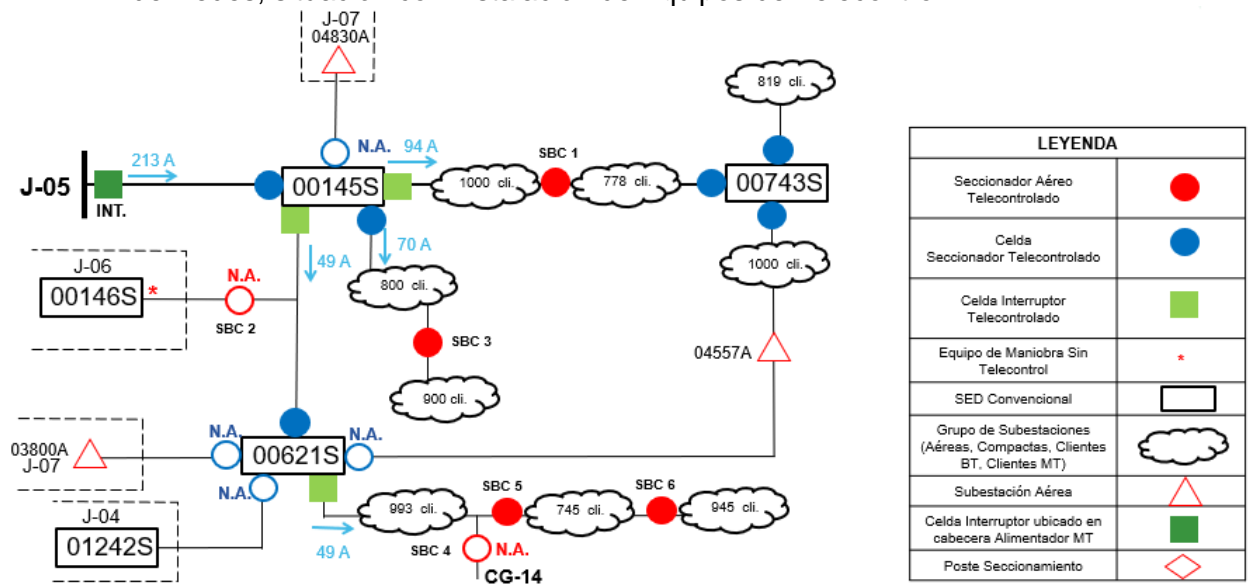 J-07
04830A
819 cli.
N.A.
94 A
SBC 1
213 A
J-05
INT.
00145S
1000 cli.
778 cli.
00743S
49 A
70 A
J-06
00146S
*
N.A.
SBC 2
800 cli.
1000 cli.
SBC 3
04557A
900 cli.
03800A
J-07
N.A.
N.A.
00621S
N.A.
J-04
01242S
49 A
993 cli.
SBC 5
745 cli.
SBC 6
945 cli.
SBC 4
N.A.
CG-14
LEYENDA
Seccionador Aéreo
Telecontrolado
Celda
Seccionador Telecontrolado
Celda Interruptor
Telecontrolado
Equipo de Maniobra Sin
Telecontrol
*
SED Convencional
Grupo de Subestaciones
(Aéreas, Compactas, Clientes
BT, Clientes MT)
Subestación Aérea
Celda Interruptor ubicado en
cabecera Alimentador MT
Poste Seccionamiento